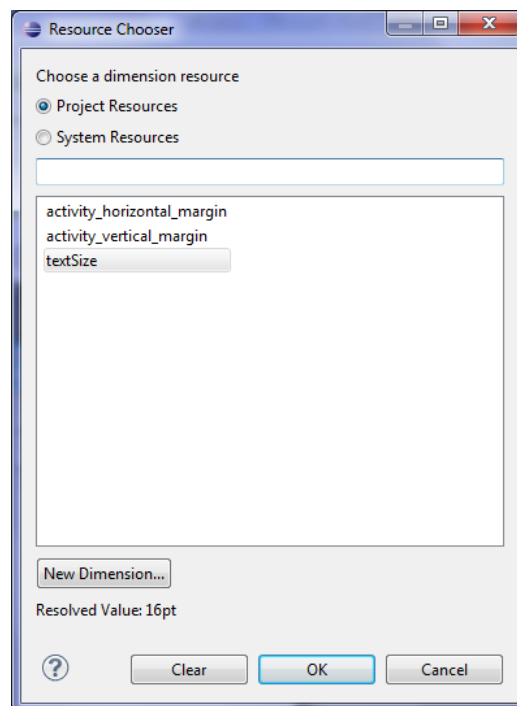 Resource Chooser
Choose a dimension resource
Project Resources
System Resources
activity_horizontal_margin
activity_vertical_margin
textSize
New Dimension...
Resolved Value: 16pt
? Clear OK Cancel